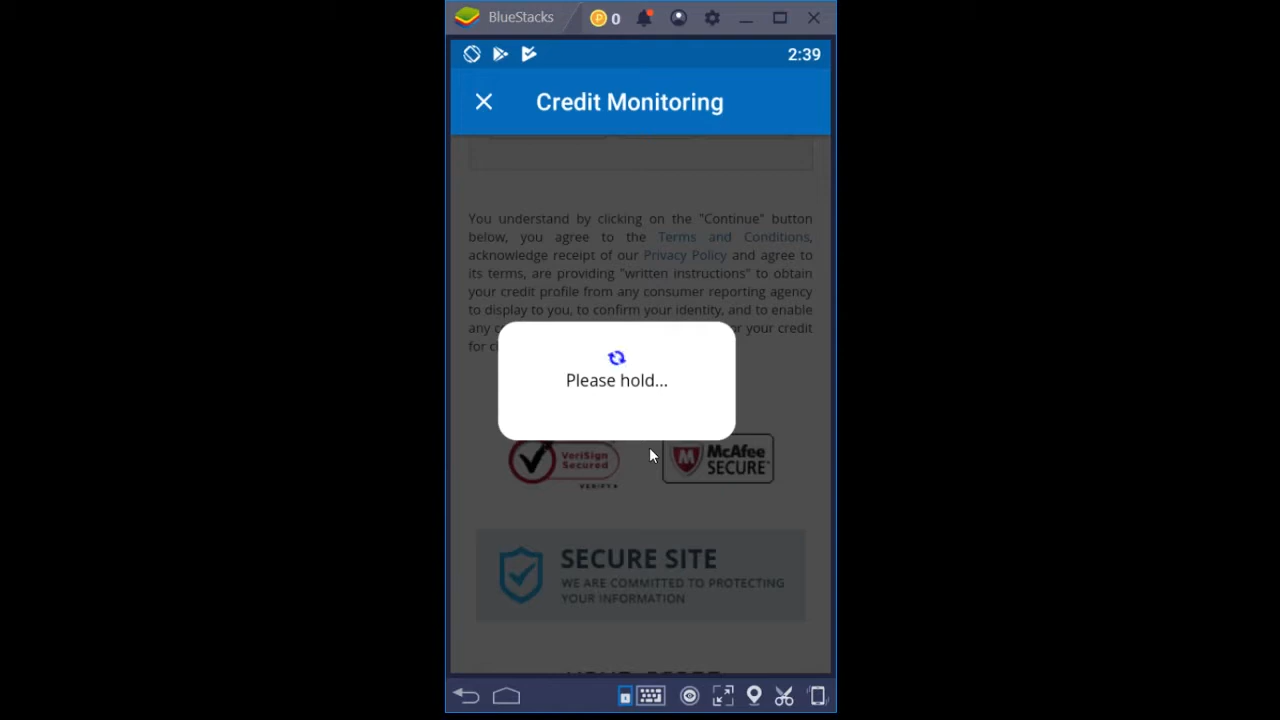 BlueStacks
0
2:39
Credit Monitoring
You understand by clicking on the "Continue" button
below, you agree to the Terms and Conditions,
acknowledge receipt of our Privacy Policy and agree to
its terms, are providing "written instructions" to obtain
your credit profile from any consumer reporting agency
to display to you, to confirm your identity, and to enable
any
your credit
for
Please hold...
VeriSign
Secured
VERIFY
McAfee
SECURE
SECURE SITE
WE ARE COMMITTED TO PROTECTING
YOUR INFORMATION